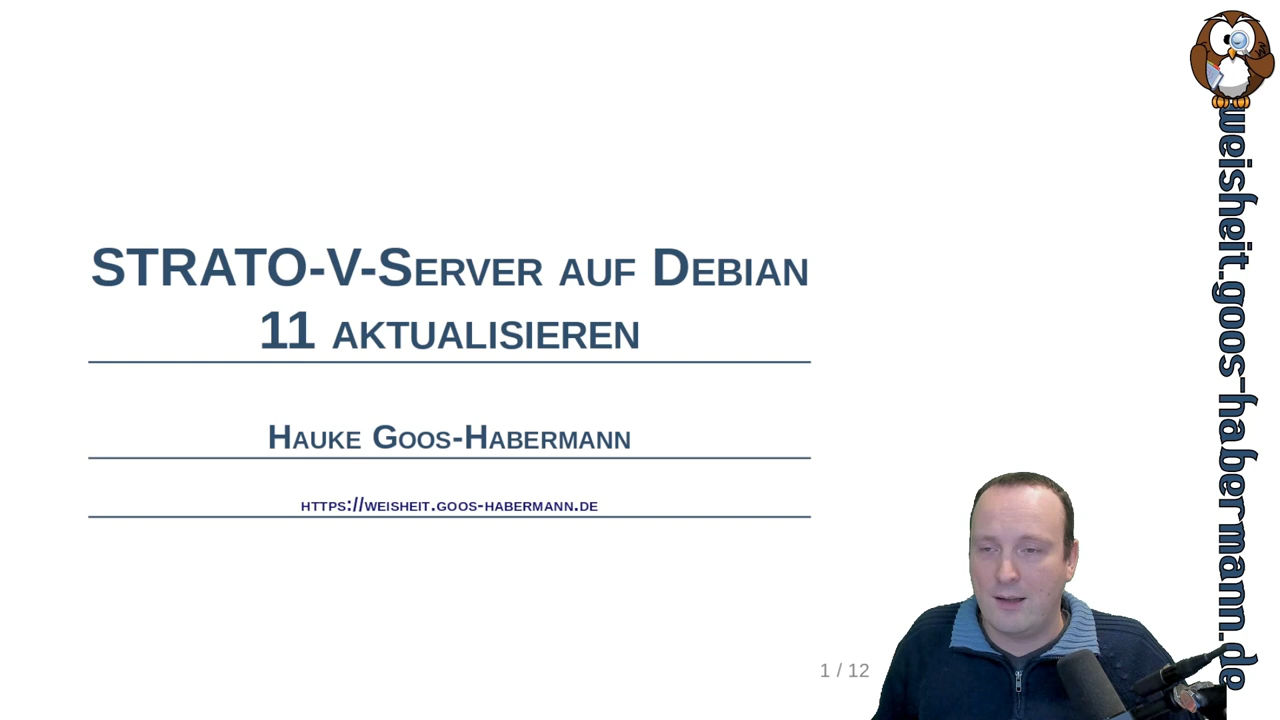 STRATO-V-Server auf Debian
11 aktualisieren
Hauke Goos-Habermann
https://weisheit.goos-habermann.de
1 / 12
weisheit.goos-habermann.de